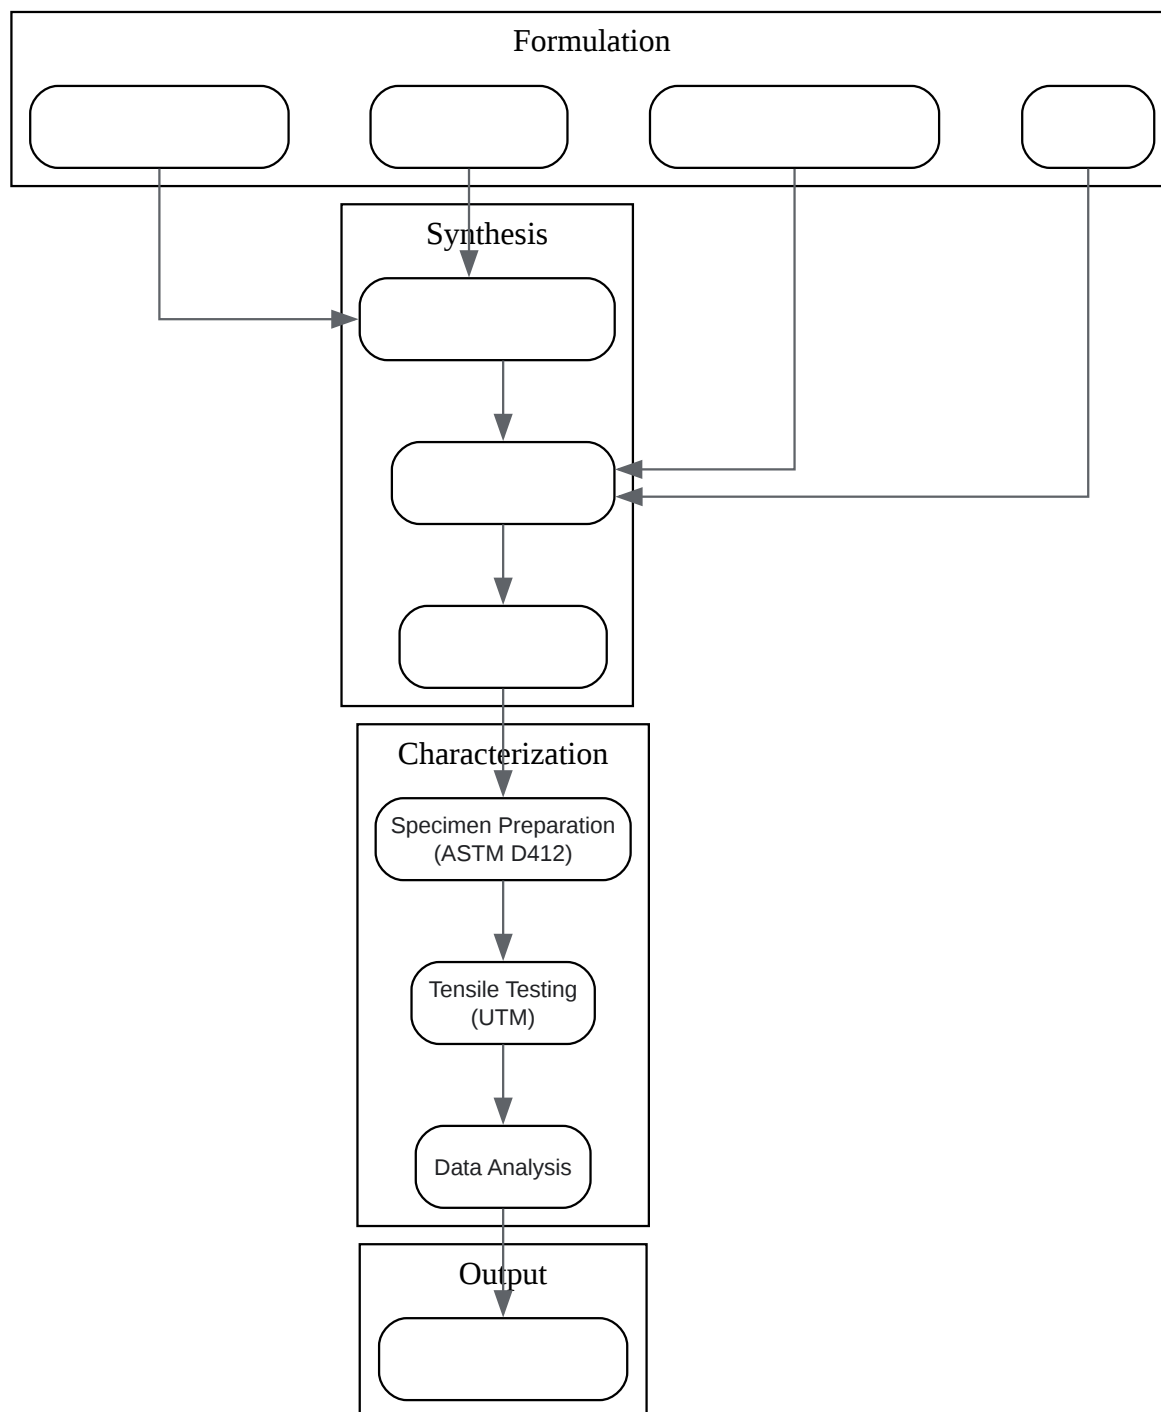 Formulation
Synthesis
Characterization
Specimen Preparation
(ASTM D412)
Tensile Testing
(UTM)
Data Analysis
Output